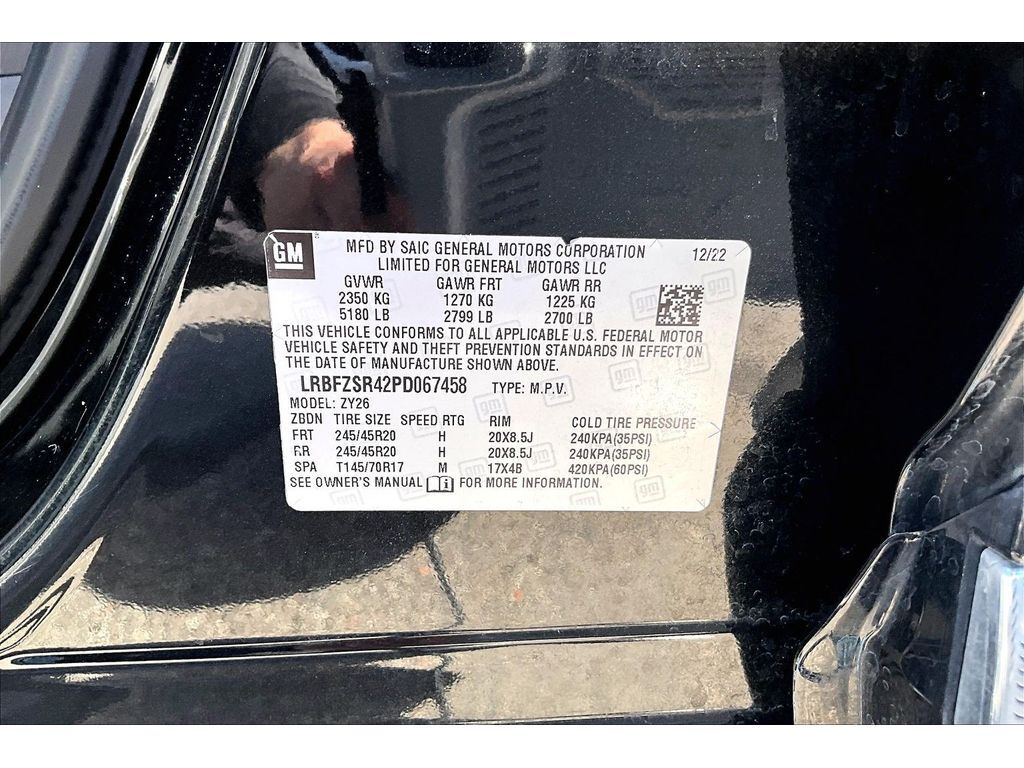 GM
MFD BY SAIC GENERAL MOTORS CORPORATION 12/22
LIMITED FOR GENERAL MOTORS LLC
GVWR GAWR FRT GAWR RR
2350 KG 1270 KG 1225 KG
5180 LB 2799 LB 2700 LB
THIS VEHICLE CONFORMS TO ALL APPLICABLE U.S. FEDERAL MOTOR
VEHICLE SAFETY AND THEFT PREVENTION STANDARDS IN EFFECT ON
THE DATE OF MANUFACTURE SHOWN ABOVE.
LRBFZSR42PD067458 TYPE: M.P.V.
MODEL: ZY26
ZBDN TIRE SIZE SPEED RTG RIM COLD TIRE PRESSURE
FRT 245/45R20 H 20X8.5J 240KPA(35PSI)
RR 245/45R20 H 20X8.5J 240KPA(35PSI)
SPA T145/70R17 M 17X4B 420KPA(60PSI)
SEE OWNER'S MANUAL FOR MORE INFORMATION.